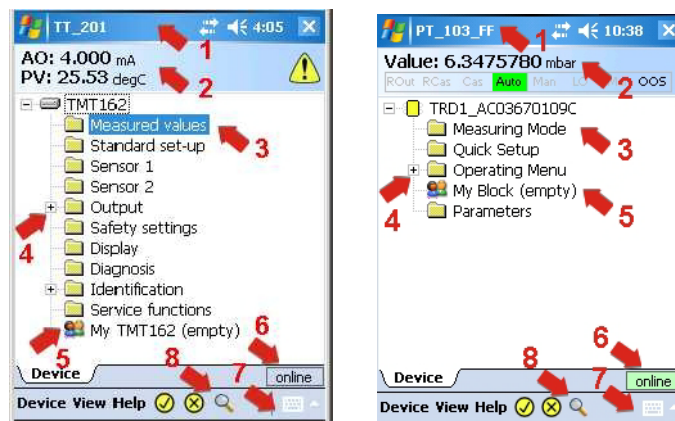 TT_201 4:05
1
AO: 4.000 mA
PV: 25.53 degC
2
TMT162
Measured values
3
Standard set-up
Sensor 1
Sensor 2
Output
4
Safety settings
Display
Diagnosis
Identification
Service functions
My TMT162 (empty)
5
6
8
7
Device
online
Device View Help
PT_103_FF 10:38
1
Value: 6.3475780 mbar
2
ROut RCas Cas Auto Man LO OOS
TRD1_AC03670109C
Measuring Mode
3
Quick Setup
Operating Menu
4
My Block (empty)
5
Parameters
6
8
7
Device
online
Device View Help